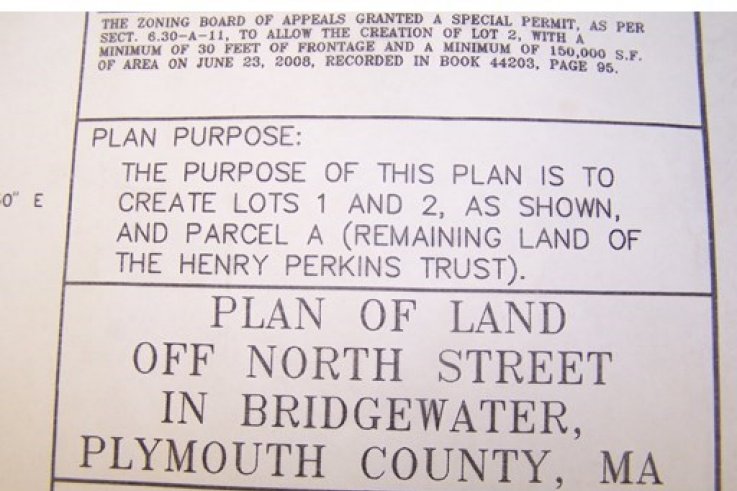 THE ZONING BOARD OF APPEALS GRANTED A SPECIAL PERMIT, AS PER
SECT. 6.30-A-11, TO ALLOW THE CREATION OF LOT 2, WITH A
MINIMUM OF 30 FEET OF FRONTAGE AND A MINIMUM OF 150,000 S.F.
OF AREA ON JUNE 23, 2008, RECORDED IN BOOK 44203, PAGE 95.
PLAN PURPOSE:
THE PURPOSE OF THIS PLAN IS TO
CREATE LOTS 1 AND 2, AS SHOWN,
AND PARCEL A (REMAINING LAND OF
THE HENRY PERKINS TRUST).
0" E
PLAN OF LAND
OFF NORTH STREET
IN BRIDGEWATER,
PLYMOUTH COUNTY, MA